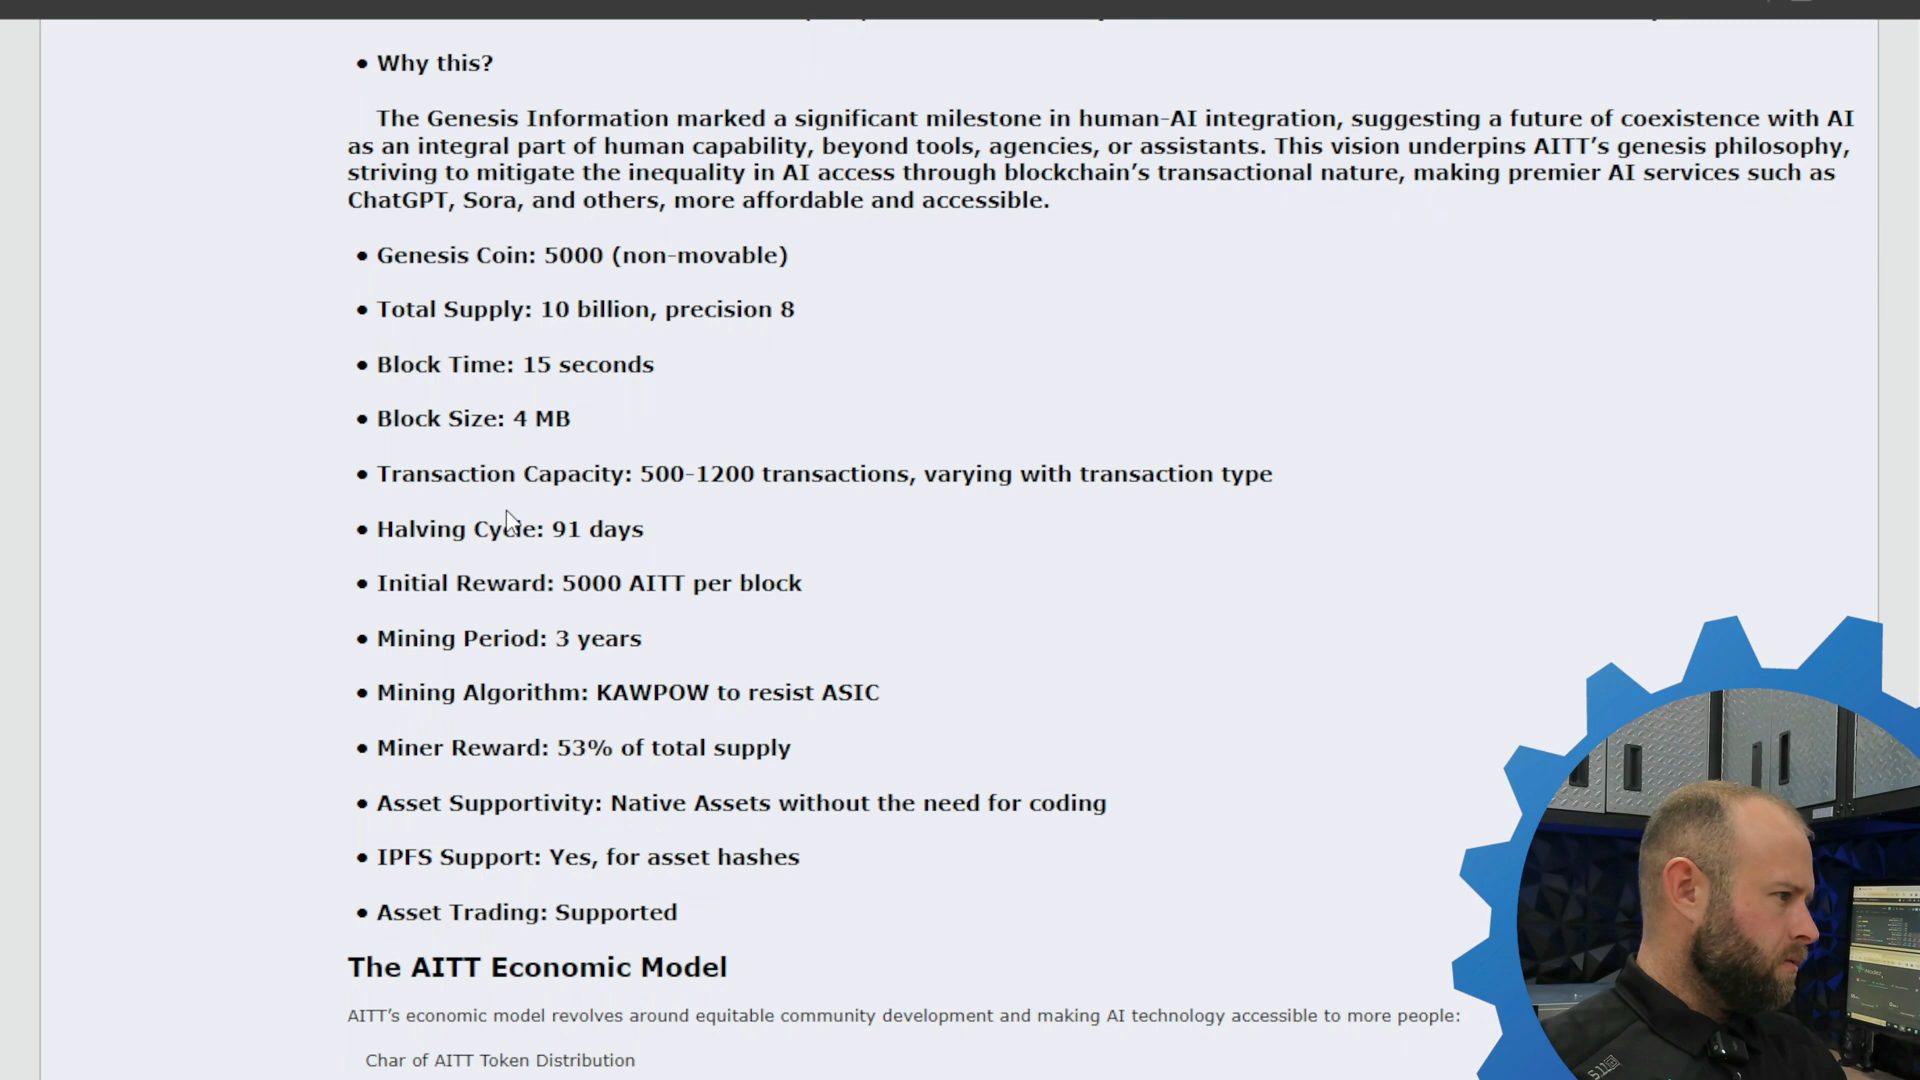 • Why this?
The Genesis Information marked a significant milestone in human-AI integration, suggesting a future of coexistence with AI
as an integral part of human capability, beyond tools, agencies, or assistants. This vision underpins AITT’s genesis philosophy,
striving to mitigate the inequality in AI access through blockchain’s transactional nature, making premier AI services such as
ChatGPT, Sora, and others, more affordable and accessible.
• Genesis Coin: 5000 (non-movable)
• Total Supply: 10 billion, precision 8
• Block Time: 15 seconds
• Block Size: 4 MB
• Transaction Capacity: 500-1200 transactions, varying with transaction type
• Halving Cycle: 91 days
• Initial Reward: 5000 AITT per block
• Mining Period: 3 years
• Mining Algorithm: KAWPOW to resist ASIC
• Miner Reward: 53% of total supply
• Asset Supportivity: Native Assets without the need for coding
• IPFS Support: Yes, for asset hashes
• Asset Trading: Supported
The AITT Economic Model
AITT’s economic model revolves around equitable community development and making AI technology accessible to more people:
Char of AITT Token Distribution
5.11